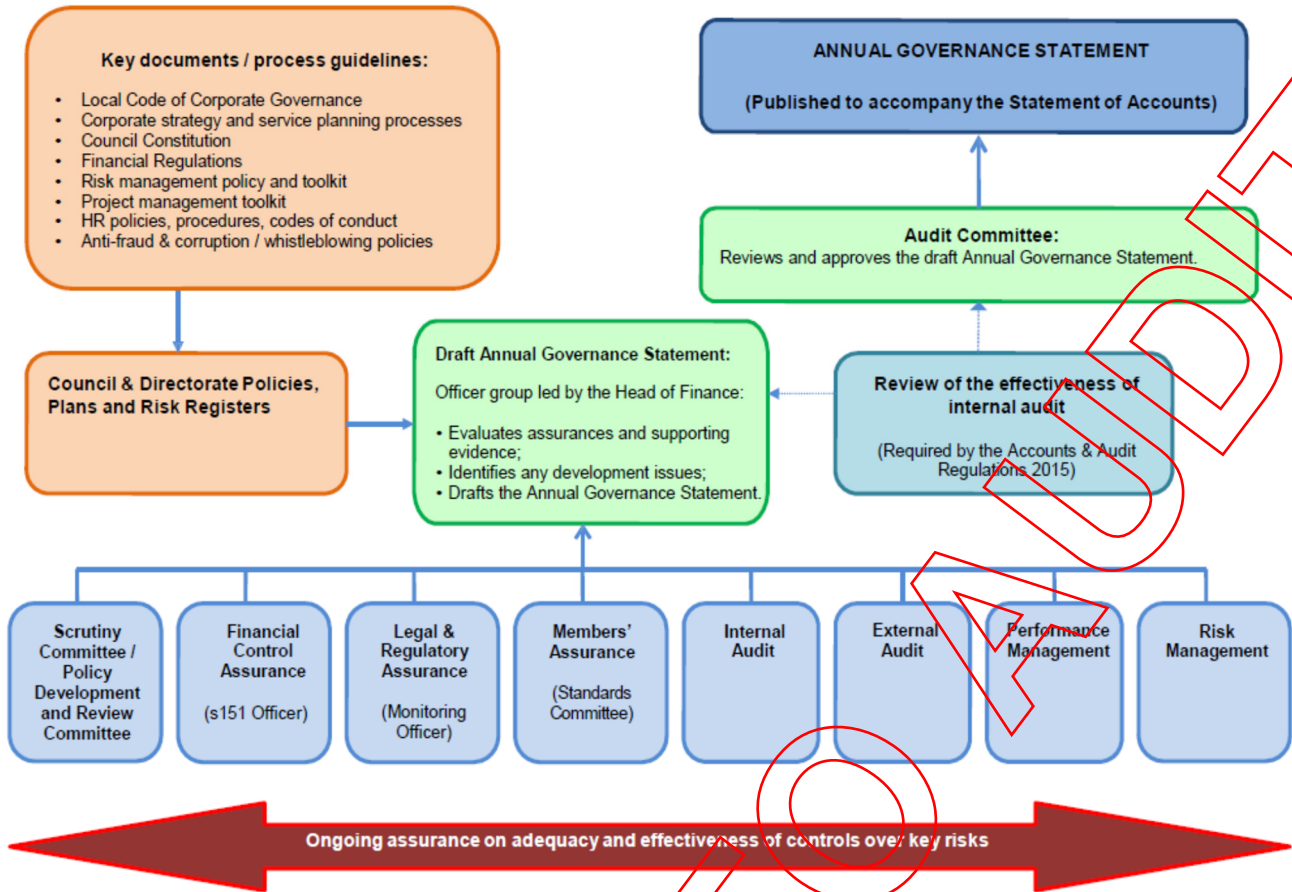 Key documents / process guidelines:
• Local Code of Corporate Governance
• Corporate strategy and service planning processes
• Council Constitution
• Financial Regulations
• Risk management policy and toolkit
• Project management toolkit
• HR policies, procedures, codes of conduct
• Anti-fraud & corruption / whistleblowing policies
ANNUAL GOVERNANCE STATEMENT
(Published to accompany the Statement of Accounts)
Audit Committee:
Reviews and approves the draft Annual Governance Statement.
Council & Directorate Policies,
Plans and Risk Registers
Draft Annual Governance Statement:
Officer group led by the Head of Finance:
• Evaluates assurances and supporting
evidence;
• Identifies any development issues;
• Drafts the Annual Governance Statement.
Review of the effectiveness of
internal audit
(Required by the Accounts & Audit
Regulations 2015)
Scrutiny
Committee /
Policy
Development
and Review
Committee
Financial
Control
Assurance
(s151 Officer)
Legal &
Regulatory
Assurance
(Monitoring
Officer)
Members'
Assurance
(Standards
Committee)
Internal
Audit
External
Audit
Performance
Management
Risk
Management
Ongoing assurance on adequacy and effectiveness of controls over key risks
O AUDIT